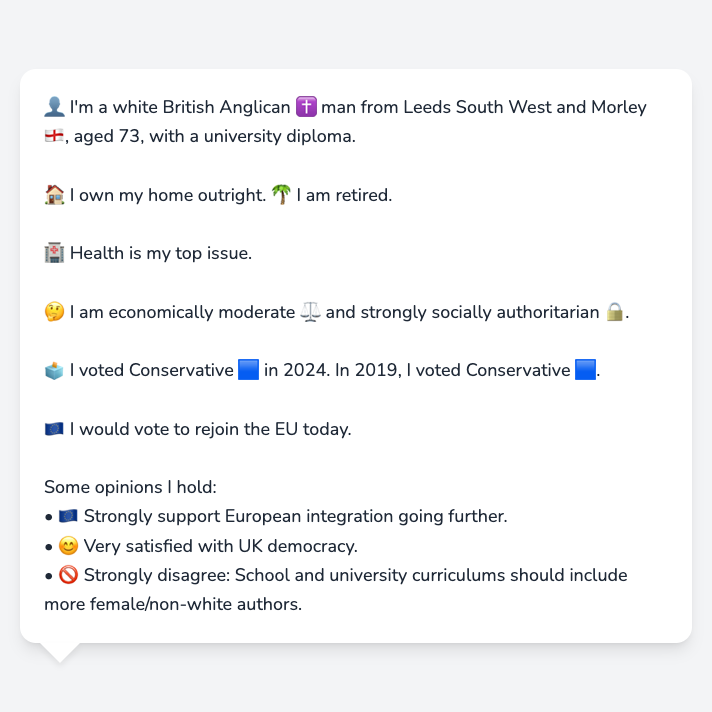 👤 I'm a white British Anglican ✝️ man from Leeds South West and Morley
🏴󠁧󠁢󠁥󠁮󠁧󠁿, aged 73, with a university diploma.
🏠 I own my home outright. 🌴 I am retired.
🏥 Health is my top issue.
🤔 I am economically moderate ⚖️ and strongly socially authoritarian 🔒.
🗳️ I voted Conservative 🟦 in 2024. In 2019, I voted Conservative 🟦.
🇪🇺 I would vote to rejoin the EU today.
Some opinions I hold:
• 🇪🇺 Strongly support European integration going further.
• 😊 Very satisfied with UK democracy.
• 🚫 Strongly disagree: School and university curriculums should include
more female/non-white authors.